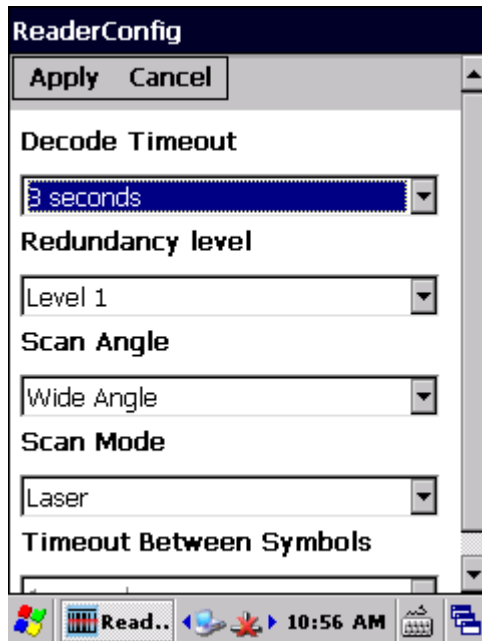 ReaderConfig
Apply Cancel
Decode Timeout
3 seconds
Redundancy level
Level 1
Scan Angle
Wide Angle
Scan Mode
Laser
Timeout Between Symbols
Read.. 10:56 AM